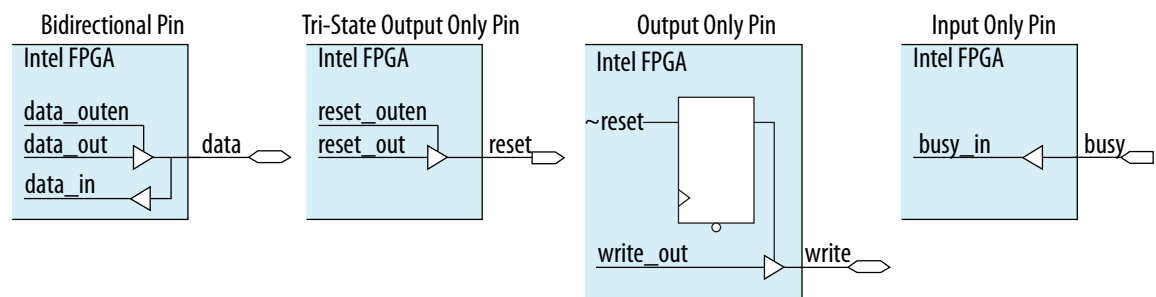 Bidirectional Pin
Intel FPGA
data_outen
data_out
data
data_in
Tri-State Output Only Pin
Intel FPGA
reset_outen
reset_out
reset
Output Only Pin
Intel FPGA
~reset
write_out
write
Input Only Pin
Intel FPGA
busy_in
busy